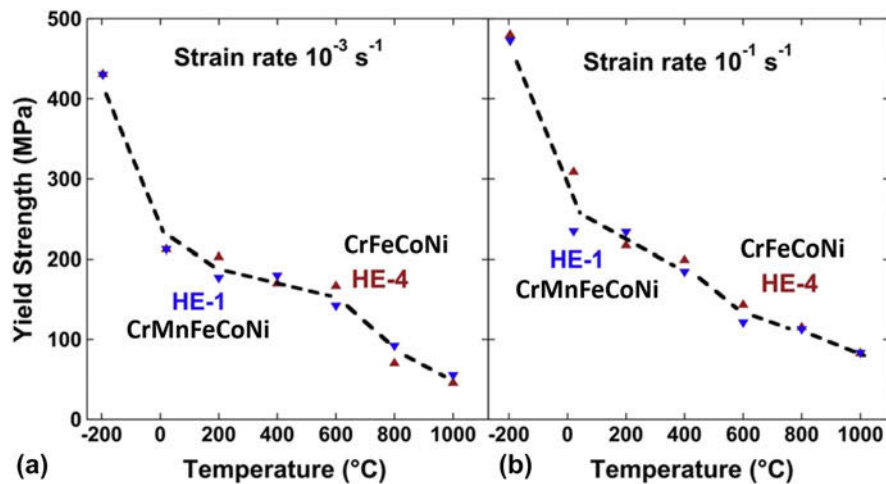 500
400
300
200
100
0
Yield Strength (MPa)
Strain rate 10⁻³ s⁻¹
CrFeCoNi
HE-4
HE-1
CrMnFeCoNi
-200 0 200 400 600 800 1000
(a) Temperature (°C)
Strain rate 10⁻¹ s⁻¹
CrFeCoNi
HE-1
HE-4
CrMnFeCoNi
-200 0 200 400 600 800 1000
(b) Temperature (°C)